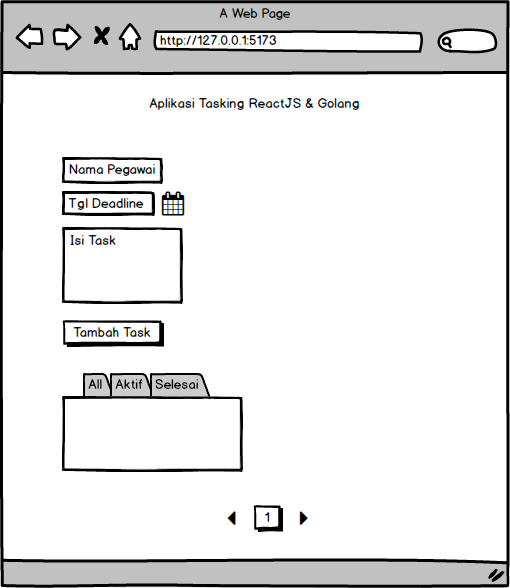 A Web Page
http://127.0.0.1:5173
Aplikasi Tasking ReactJS & Golang
Nama Pegawai
Tgl Deadline
Isi Task
Tambah Task
All Aktif Selesai
1